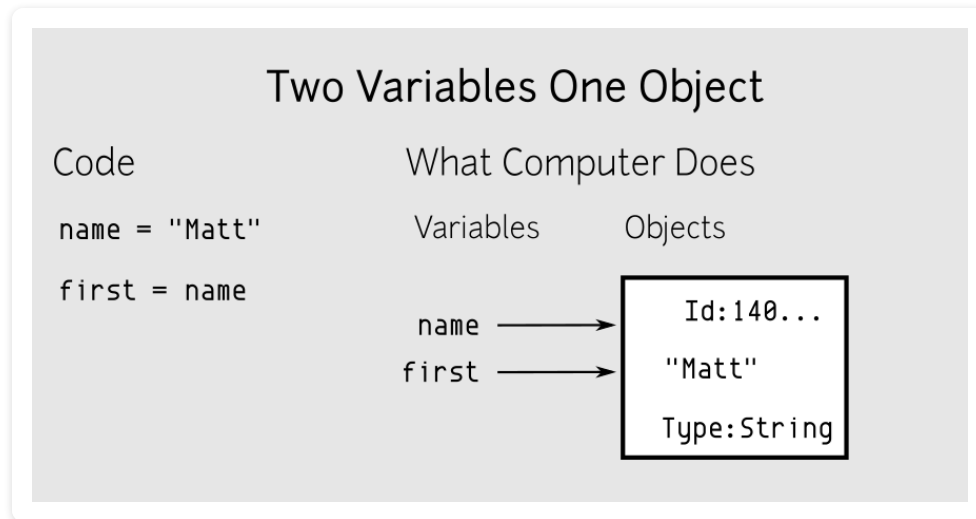 Two Variables One Object
Code
What Computer Does
name = "Matt"
Variables
Objects
first = name
Id:140...
name
first
"Matt"
Type:String